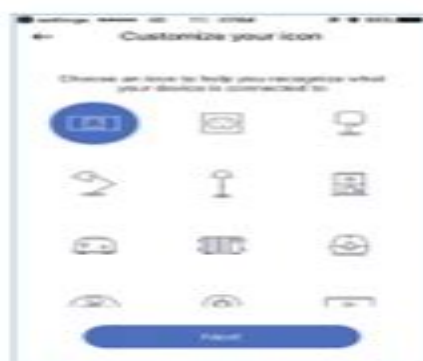 Customize your icon
Choose an icon to help you recognize what
your device is connected to
Next